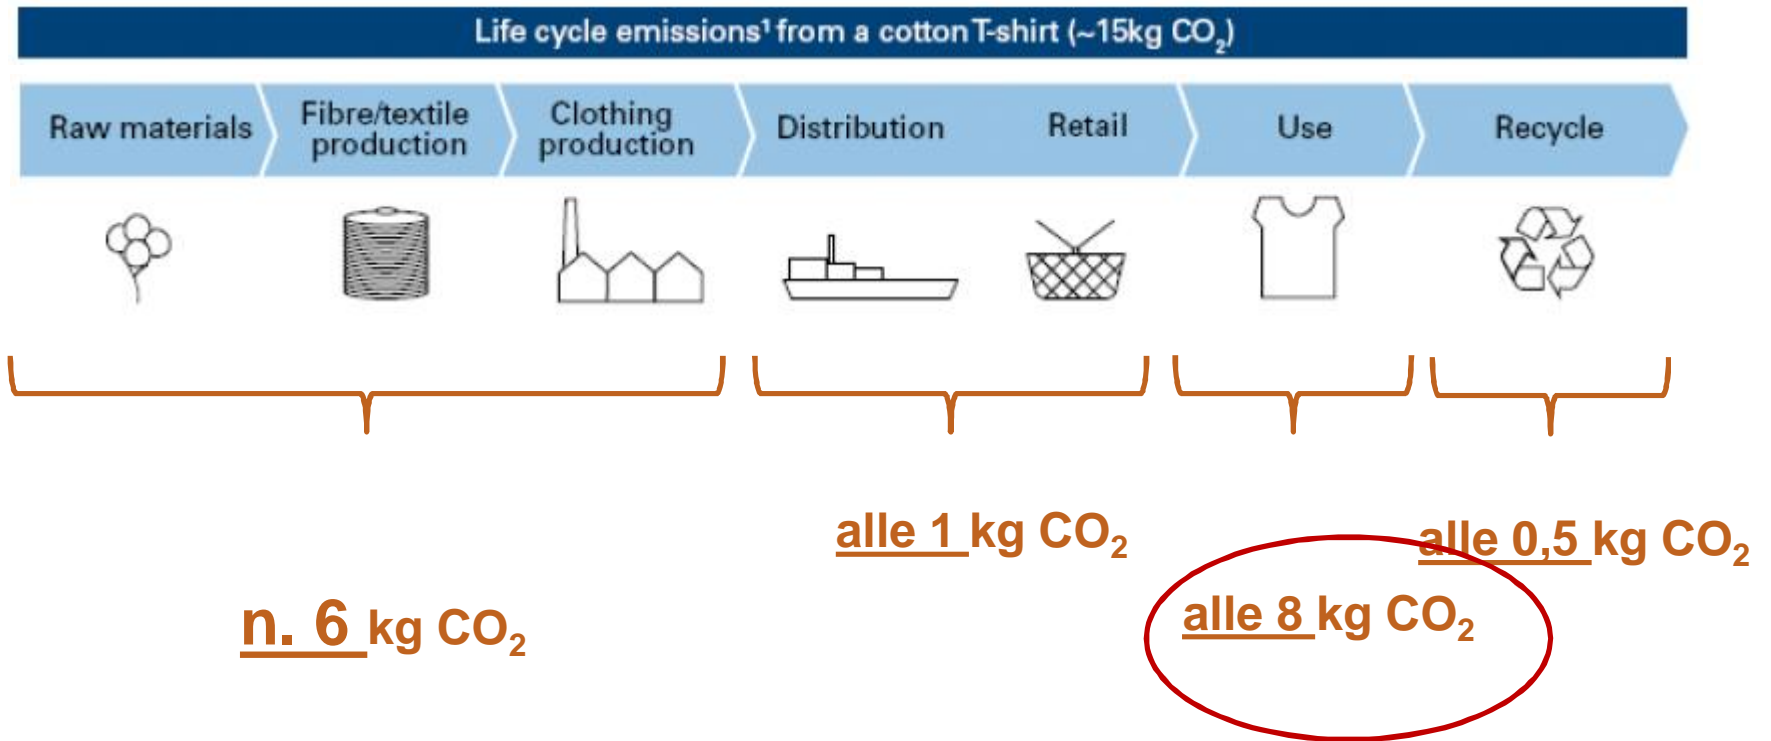 Life cycle emissions¹ from a cotton T-shirt (~15kg CO₂)
Raw materials
Fibre/textile
production
Clothing
production
Distribution
Retail
Use
Recycle
alle 1 kg CO₂
alle 0,5 kg CO₂
alle 8 kg CO₂
n. 6 kg CO₂